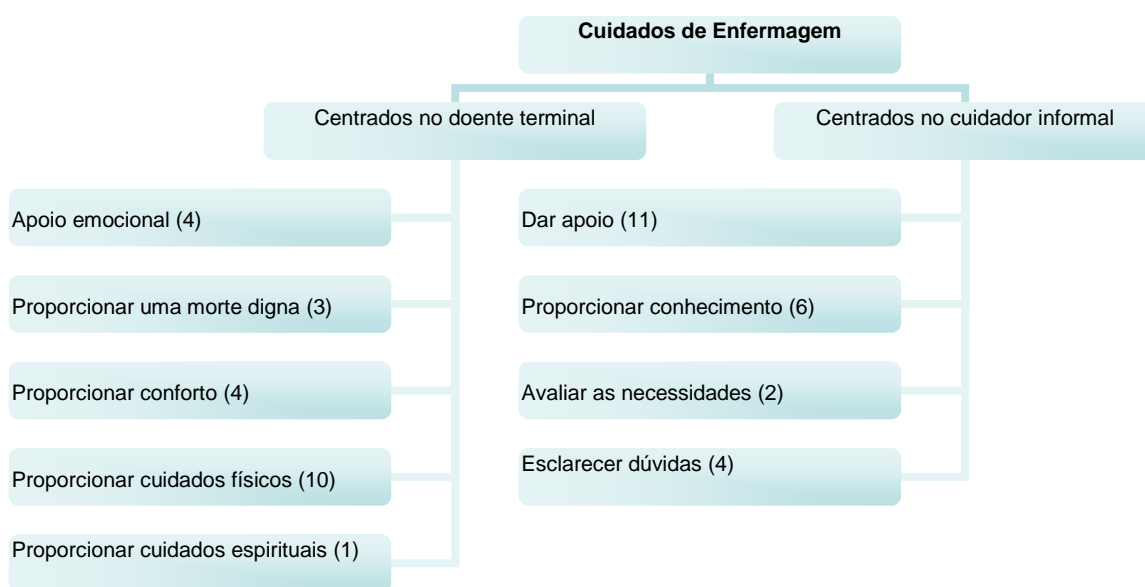 Cuidados de Enfermagem
Centrados no doente terminal
Centrados no cuidador informal
Apoio emocional (4)
Proporcionar uma morte digna (3)
Proporcionar conforto (4)
Proporcionar cuidados físicos (10)
Proporcionar cuidados espirituais (1)
Dar apoio (11)
Proporcionar conhecimento (6)
Avaliar as necessidades (2)
Esclarecer dúvidas (4)